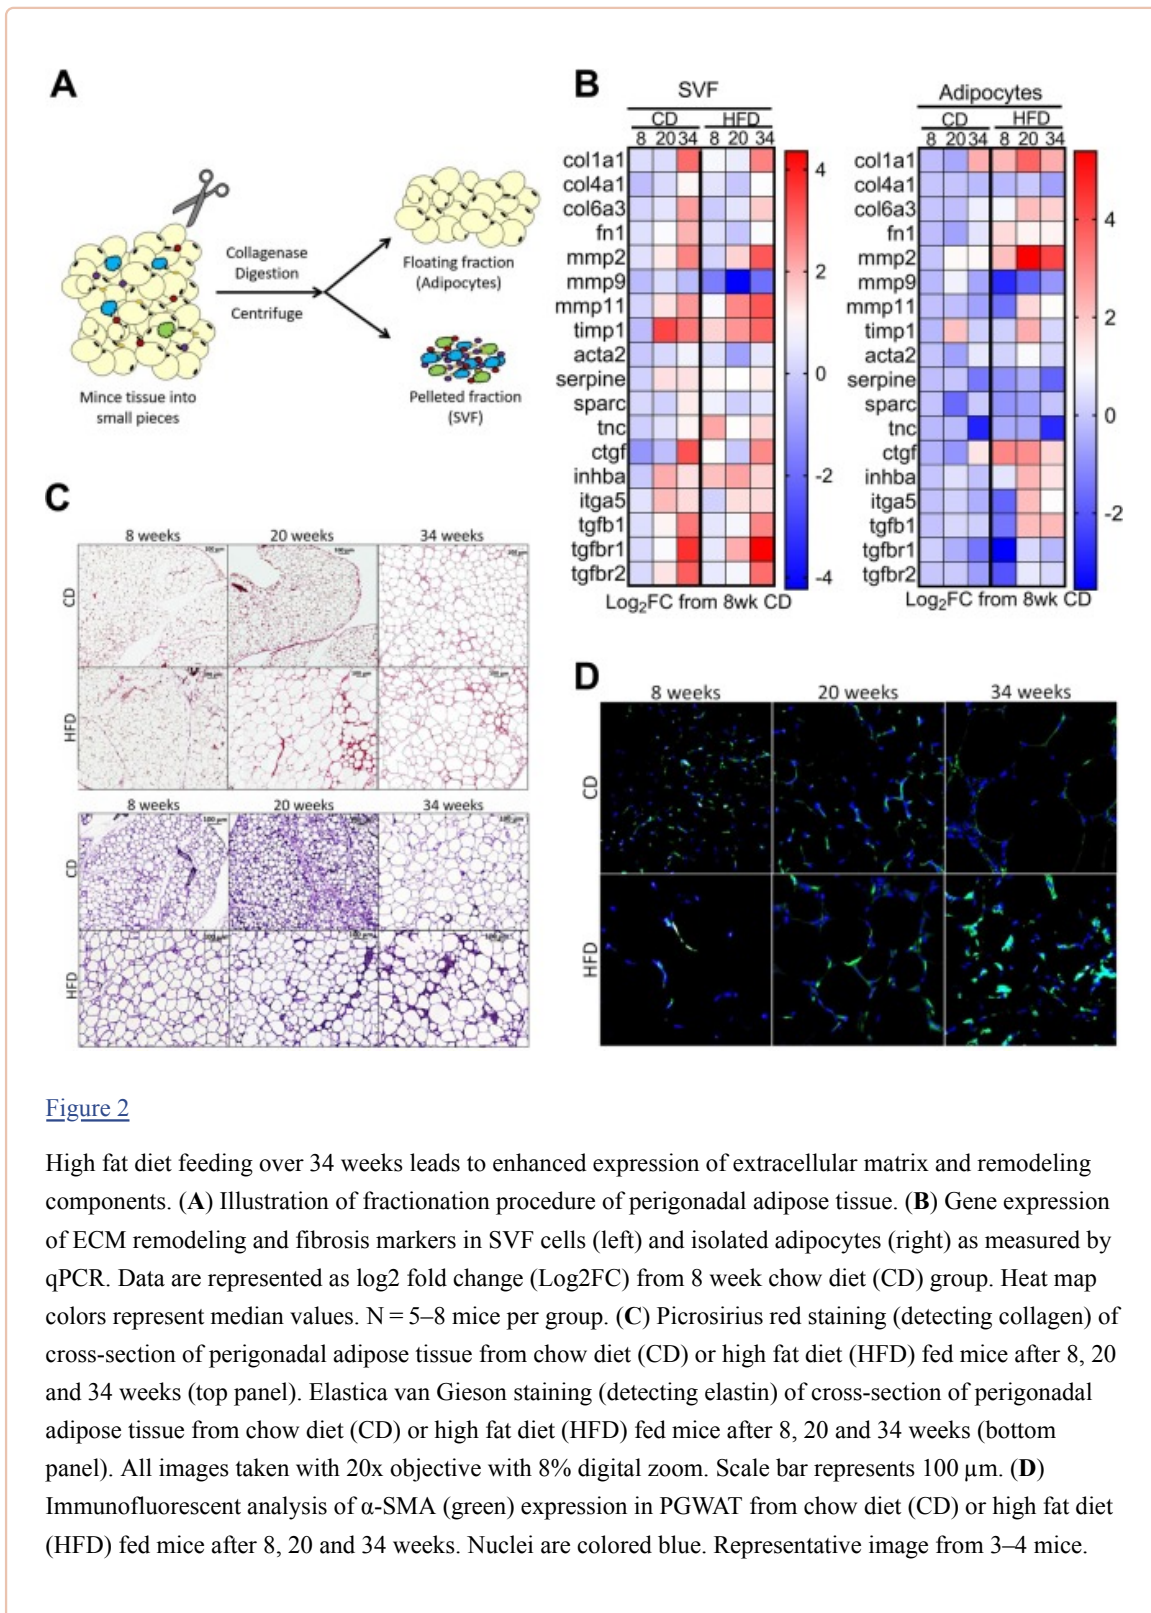 A
Collagenase
Digestion
Centrifuge
Mince tissue into
small pieces
Floating fraction
(Adipocytes)
Pelleted fraction
(SVF)
B
SVF
CD HFD
8 20 34 8 20 34
col1a1
col4a1
col6a3
fn1
mmp2
mmp9
mmp11
timp1
acta2
serpine
sparc
tnc
ctgf
inhba
itga5
tgfb1
tgfbr1
tgfbr2
4
2
0
-2
-4
Log2FC from 8wk CD
Adipocytes
CD HFD
8 20 34 8 20 34
col1a1
col4a1
col6a3
fn1
mmp2
mmp9
mmp11
timp1
acta2
serpine
sparc
tnc
ctgf
inhba
itga5
tgfb1
tgfbr1
tgfbr2
4
2
0
-2
Log2FC from 8wk CD
C
8 weeks 20 weeks 34 weeks
CD
HFD
8 weeks 20 weeks 34 weeks
CD
HFD
100 µm
D
8 weeks 20 weeks 34 weeks
CD
HFD
Figure 2
High fat diet feeding over 34 weeks leads to enhanced expression of extracellular matrix and remodeling
components. (A) Illustration of fractionation procedure of perigonadal adipose tissue. (B) Gene expression
of ECM remodeling and fibrosis markers in SVF cells (left) and isolated adipocytes (right) as measured by
qPCR. Data are represented as log2 fold change (Log2FC) from 8 week chow diet (CD) group. Heat map
colors represent median values. N = 5–8 mice per group. (C) Picrosirius red staining (detecting collagen) of
cross-section of perigonadal adipose tissue from chow diet (CD) or high fat diet (HFD) fed mice after 8, 20
and 34 weeks (top panel). Elastica van Gieson staining (detecting elastin) of cross-section of perigonadal
adipose tissue from chow diet (CD) or high fat diet (HFD) fed mice after 8, 20 and 34 weeks (bottom
panel). All images taken with 20x objective with 8% digital zoom. Scale bar represents 100 µm. (D)
Immunofluorescent analysis of α-SMA (green) expression in PGWAT from chow diet (CD) or high fat diet
(HFD) fed mice after 8, 20 and 34 weeks. Nuclei are colored blue. Representative image from 3–4 mice.